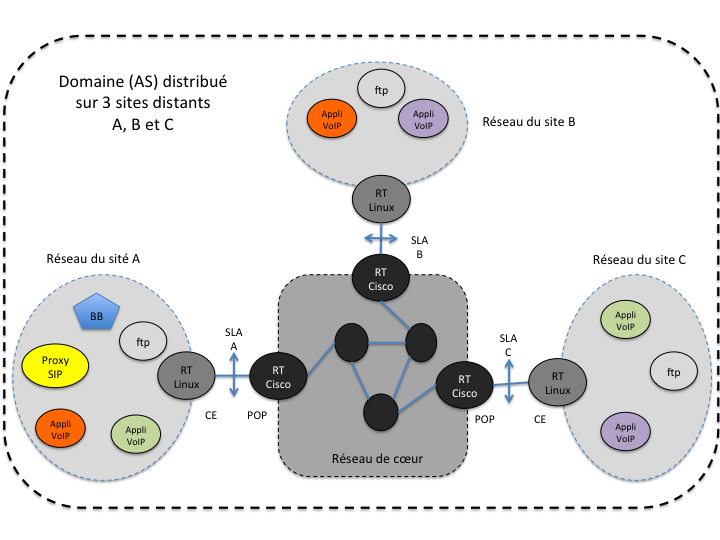 Domaine (AS) distribué
sur 3 sites distants
A, B et C
ftp
Appli
VoIP
Appli
VoIP
Réseau du site B
RT
Linux
SLA
B
RT
Cisco
Réseau du sité A
BB
ftp
Proxy
SIP
Appli
VoIP
Appli
VoIP
RT
Linux
CE
SLA
A
POP
RT
Cisco
Réseau de cœur
RT
Cisco
POP
SLA
C
CE
RT
Linux
Réseau du site C
Appli
VoIP
ftp
Appli
VoIP